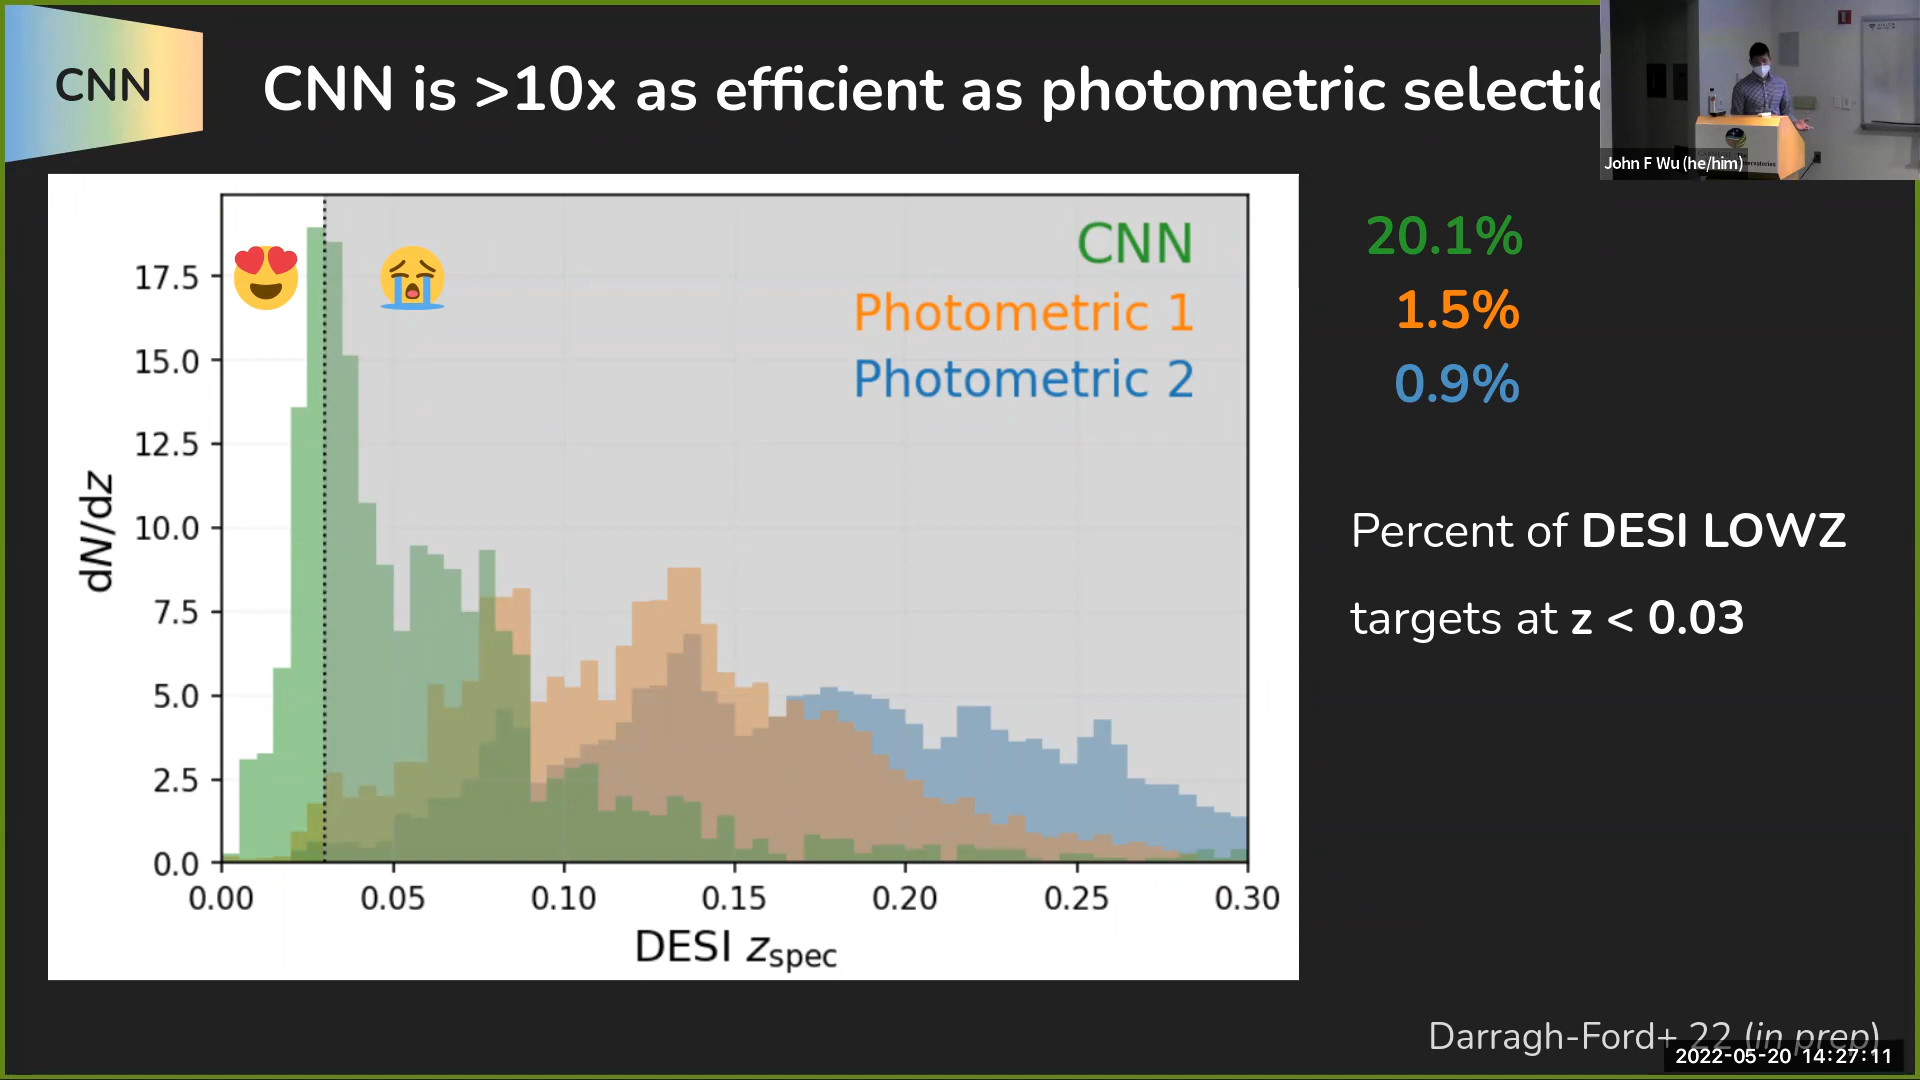 CNN
CNN is >10x as efficient as photometric
John F Wu (he/him)
CNN
Photometric 1
Photometric 2
20.1%
1.5%
0.9%
17.5
15.0
12.5
10.0
7.5
5.0
2.5
0.0
dN/dz
0.00 0.05 0.10 0.15 0.20 0.25 0.30
DESI zspec
Percent of DESI LOWZ
targets at z < 0.03
Darragh-Ford+ 22 (in prep)
2022-05-20 14:27:11